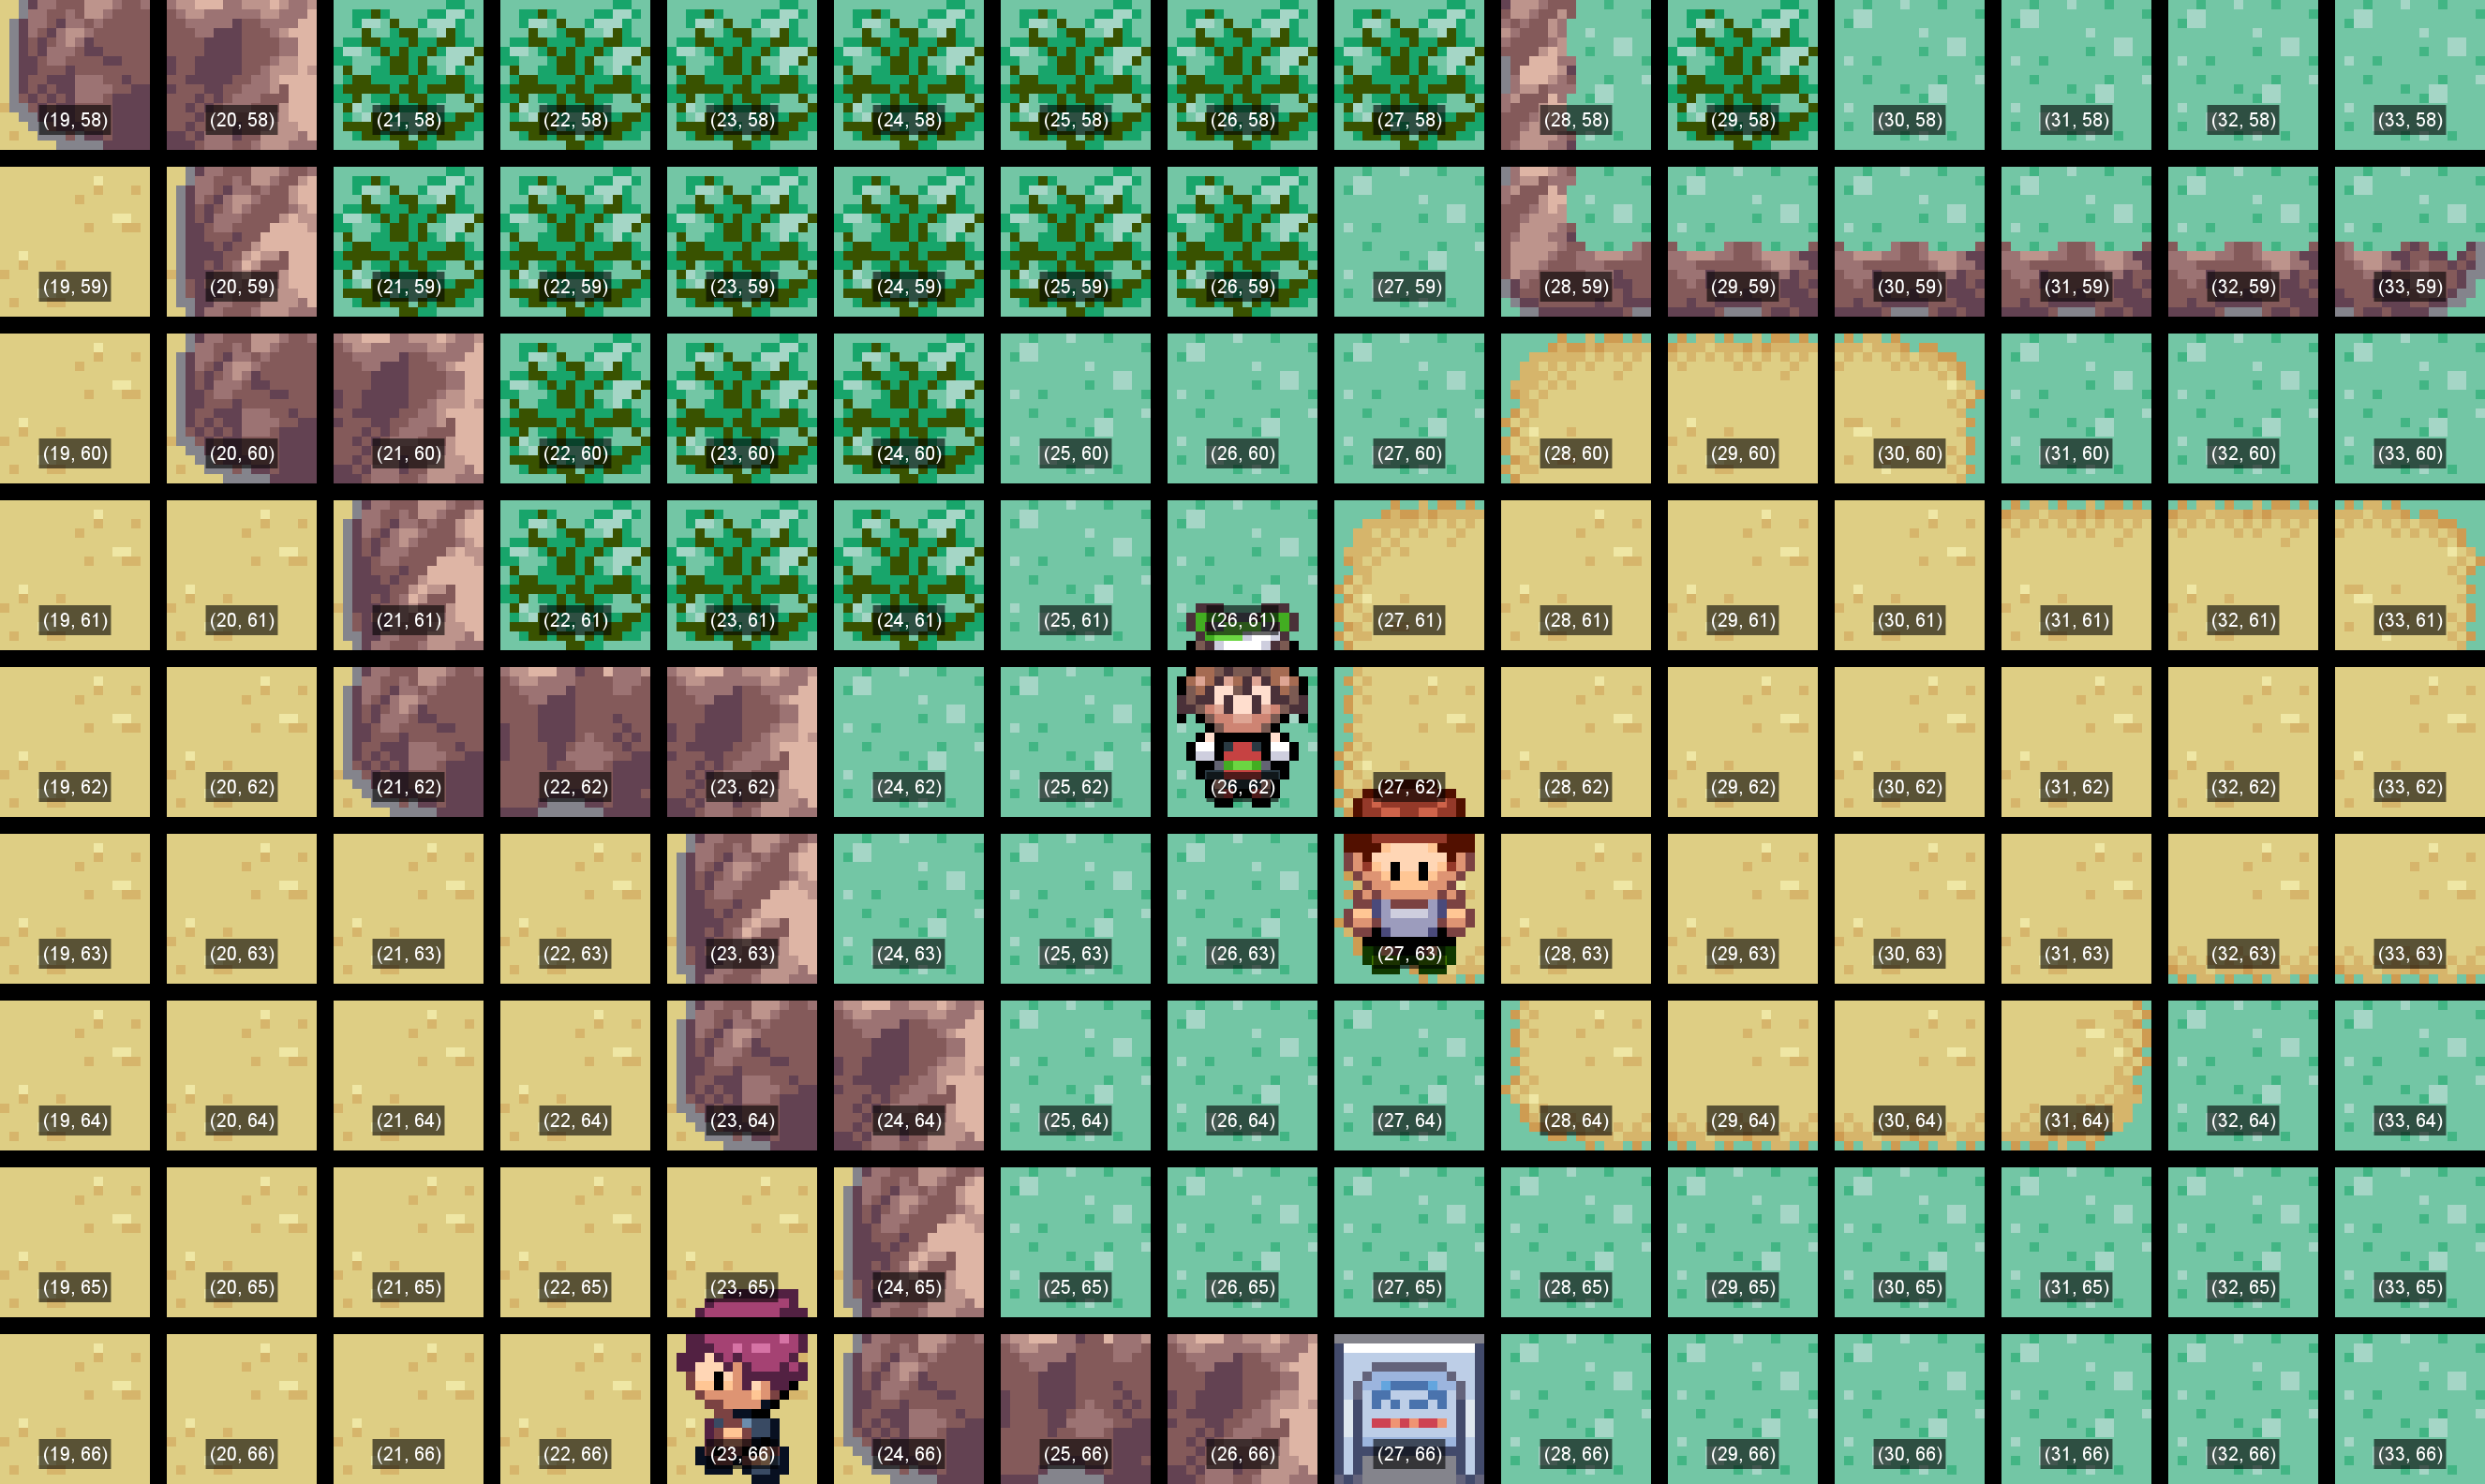 (19, 58) (20, 58) (21, 58) (22, 58) (23, 58) (24, 58) (25, 58) (26, 58) (27, 58) (28, 58) (29, 58) (30, 58) (31, 58) (32, 58) (33, 58)
(19, 59) (20, 59) (21, 59) (22, 59) (23, 59) (24, 59) (25, 59) (26, 59) (27, 59) (28, 59) (29, 59) (30, 59) (31, 59) (32, 59) (33, 59)
(19, 60) (20, 60) (21, 60) (22, 60) (23, 60) (24, 60) (25, 60) (26, 60) (27, 60) (28, 60) (29, 60) (30, 60) (31, 60) (32, 60) (33, 60)
(19, 61) (20, 61) (21, 61) (22, 61) (23, 61) (24, 61) (25, 61) (26, 61) (27, 61) (28, 61) (29, 61) (30, 61) (31, 61) (32, 61) (33, 61)
(19, 62) (20, 62) (21, 62) (22, 62) (23, 62) (24, 62) (25, 62) (26, 62) (27, 62) (28, 62) (29, 62) (30, 62) (31, 62) (32, 62) (33, 62)
(19, 63) (20, 63) (21, 63) (22, 63) (23, 63) (24, 63) (25, 63) (26, 63) (27, 63) (28, 63) (29, 63) (30, 63) (31, 63) (32, 63) (33, 63)
(19, 64) (20, 64) (21, 64) (22, 64) (23, 64) (24, 64) (25, 64) (26, 64) (27, 64) (28, 64) (29, 64) (30, 64) (31, 64) (32, 64) (33, 64)
(19, 65) (20, 65) (21, 65) (22, 65) (23, 65) (24, 65) (25, 65) (26, 65) (27, 65) (28, 65) (29, 65) (30, 65) (31, 65) (32, 65) (33, 65)
(19, 66) (20, 66) (21, 66) (22, 66) (23, 66) (24, 66) (25, 66) (26, 66) (27, 66) (28, 66) (29, 66) (30, 66) (31, 66) (32, 66) (33, 66)